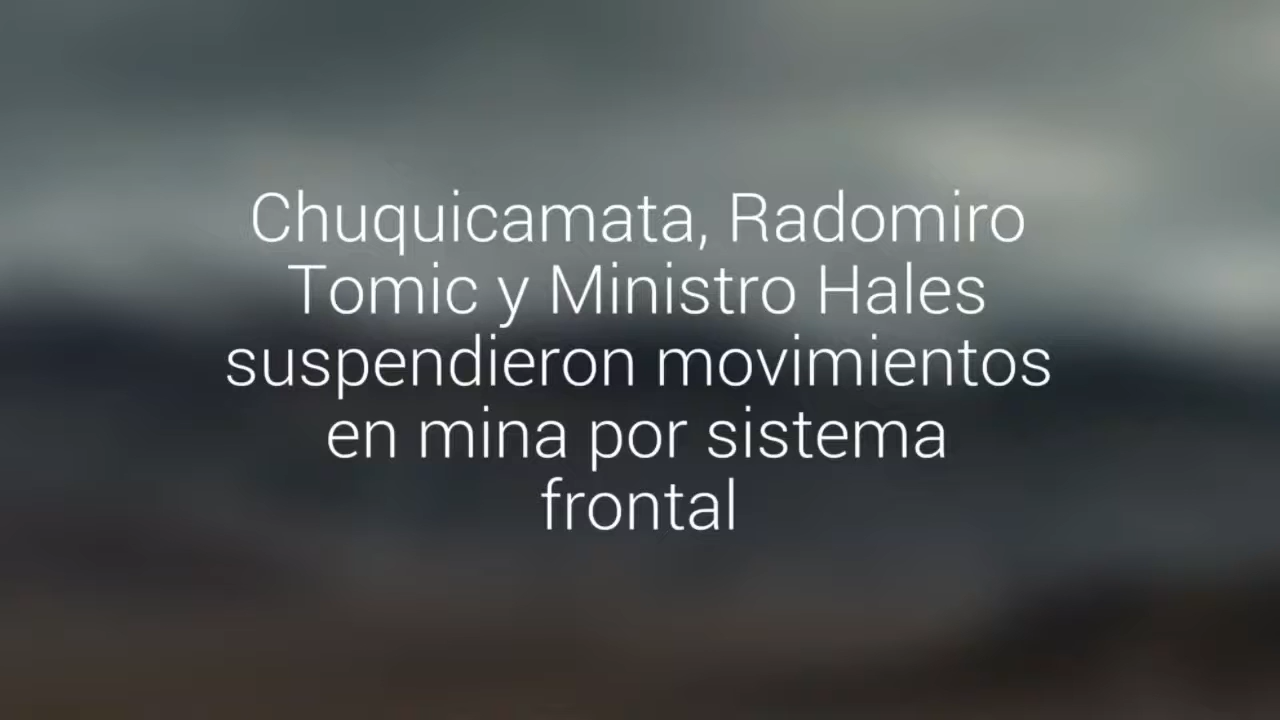 Chuquicamata, Radomiro
Tomic y Ministro Hales
suspendieron movimientos
en mina por sistema
frontal